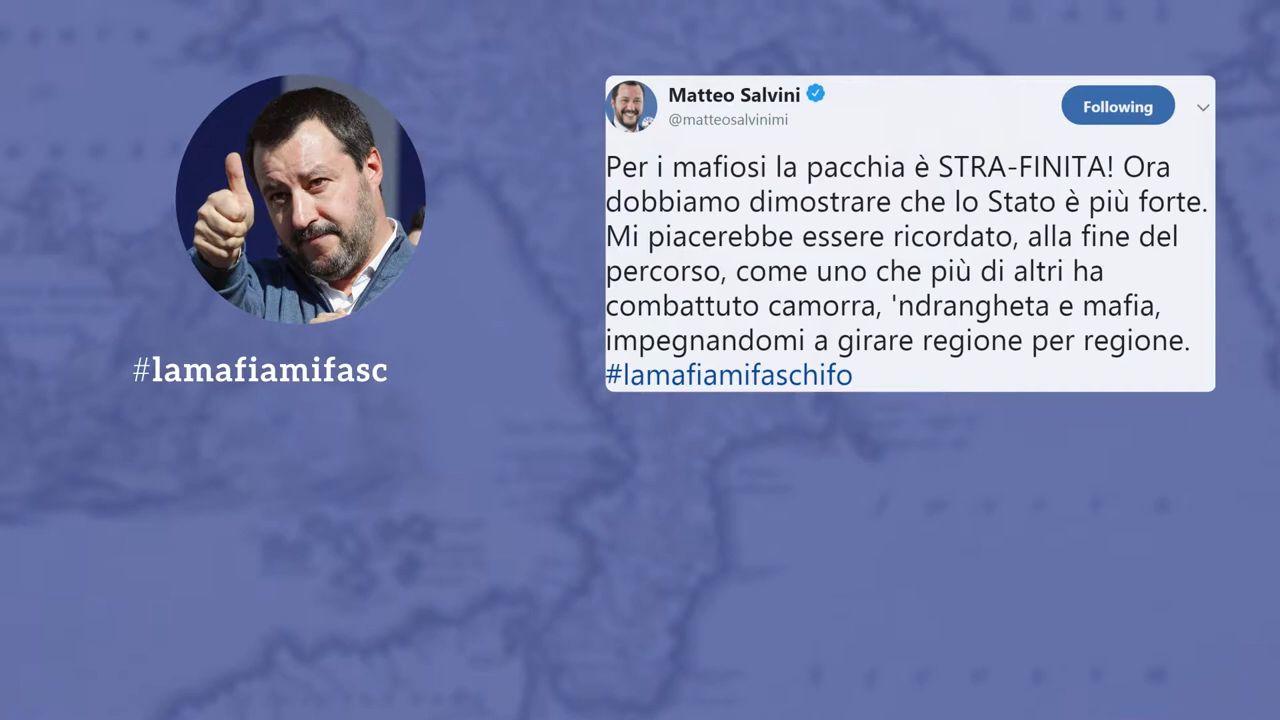 #lamafiamifasc
Matteo Salvini
@matteosalvinimi
Following
Per i mafiosi la pacchia è STRA-FINITA! Ora
dobbiamo dimostrare che lo Stato è più forte.
Mi piacerebbe essere ricordato, alla fine del
percorso, come uno che più di altri ha
combattuto camorra, 'ndrangheta e mafia,
impegnandomi a girare regione per regione.
#lamafiamifaschifo